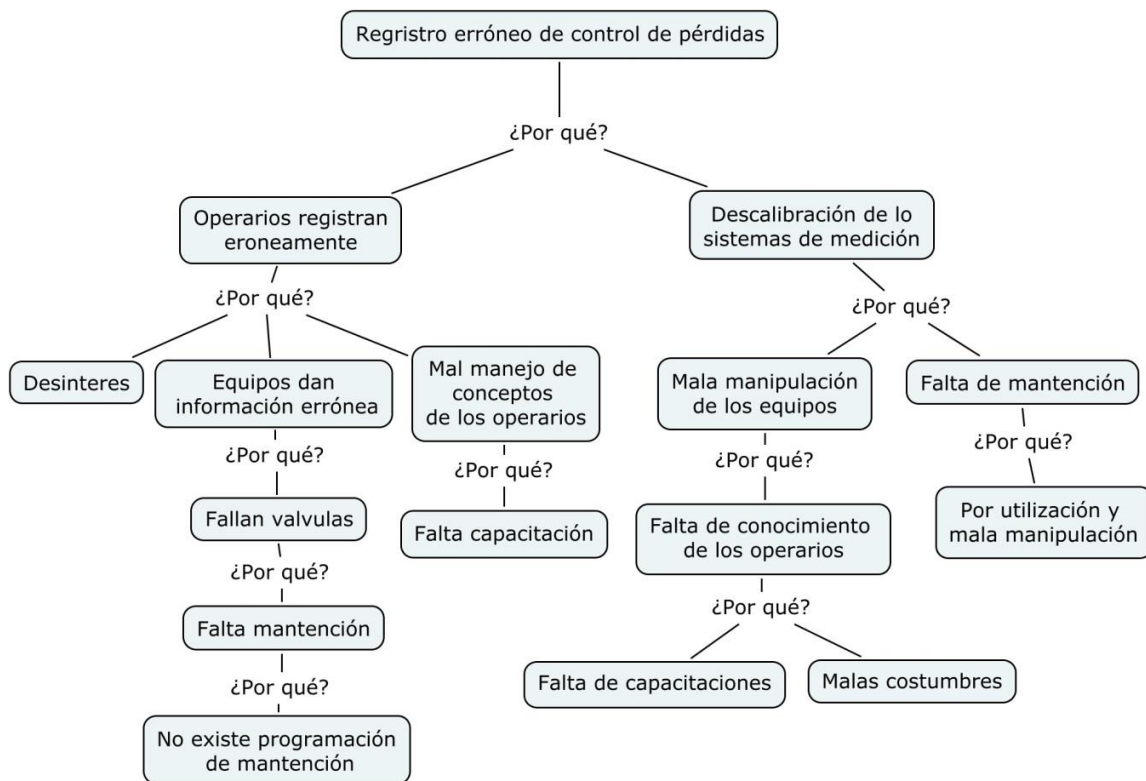 Regristro erróneo de control de pérdidas
¿Por qué?
Operarios registran
eroneamente
Descalibración de lo
sistemas de medición
¿Por qué?
¿Por qué?
Desinteres
Equipos dan
información errónea
Mal manejo de
conceptos
de los operarios
Mala manipulación
de los equipos
Falta de mantención
¿Por qué?
¿Por qué?
¿Por qué?
¿Por qué?
Fallan valvulas
Falta capacitación
Falta de conocimiento
de los operarios
Por utilización y
mala manipulación
¿Por qué?
¿Por qué?
Falta mantención
Falta de capacitaciones
Malas costumbres
¿Por qué?
No existe programación
de mantención